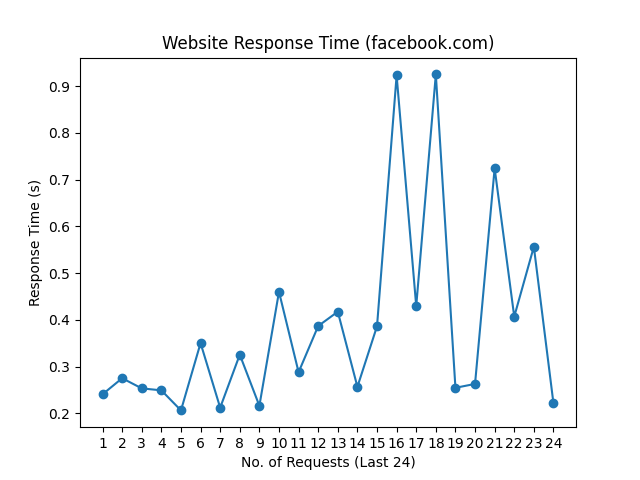 Website Response Time (facebook.com)
0.9
0.8
0.7
0.6
0.5
0.4
0.3
0.2
Response Time (s)
1 2 3 4 5 6 7 8 9 10 11 12 13 14 15 16 17 18 19 20 21 22 23 24
No. of Requests (Last 24)